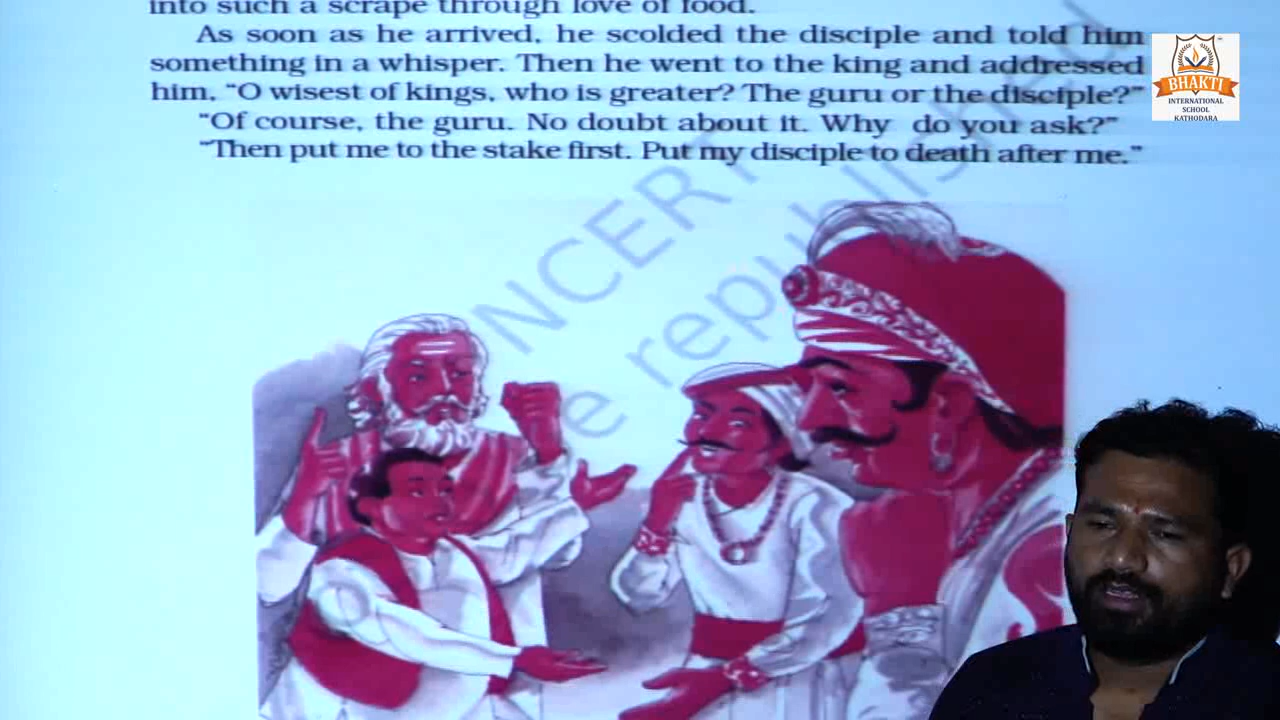 into such a scrape through love of food.
As soon as he arrived, he scolded the disciple and told him
something in a whisper. Then he went to the king and addressed
him, “O wisest of kings, who is greater? The guru or the disciple?”
“Of course, the guru. No doubt about it. Why do you ask?”
“Then put me to the stake first. Put my disciple to death after me.”
NCERT
e republished
BHAKTI
INTERNATIONAL
SCHOOL
KATHODARA